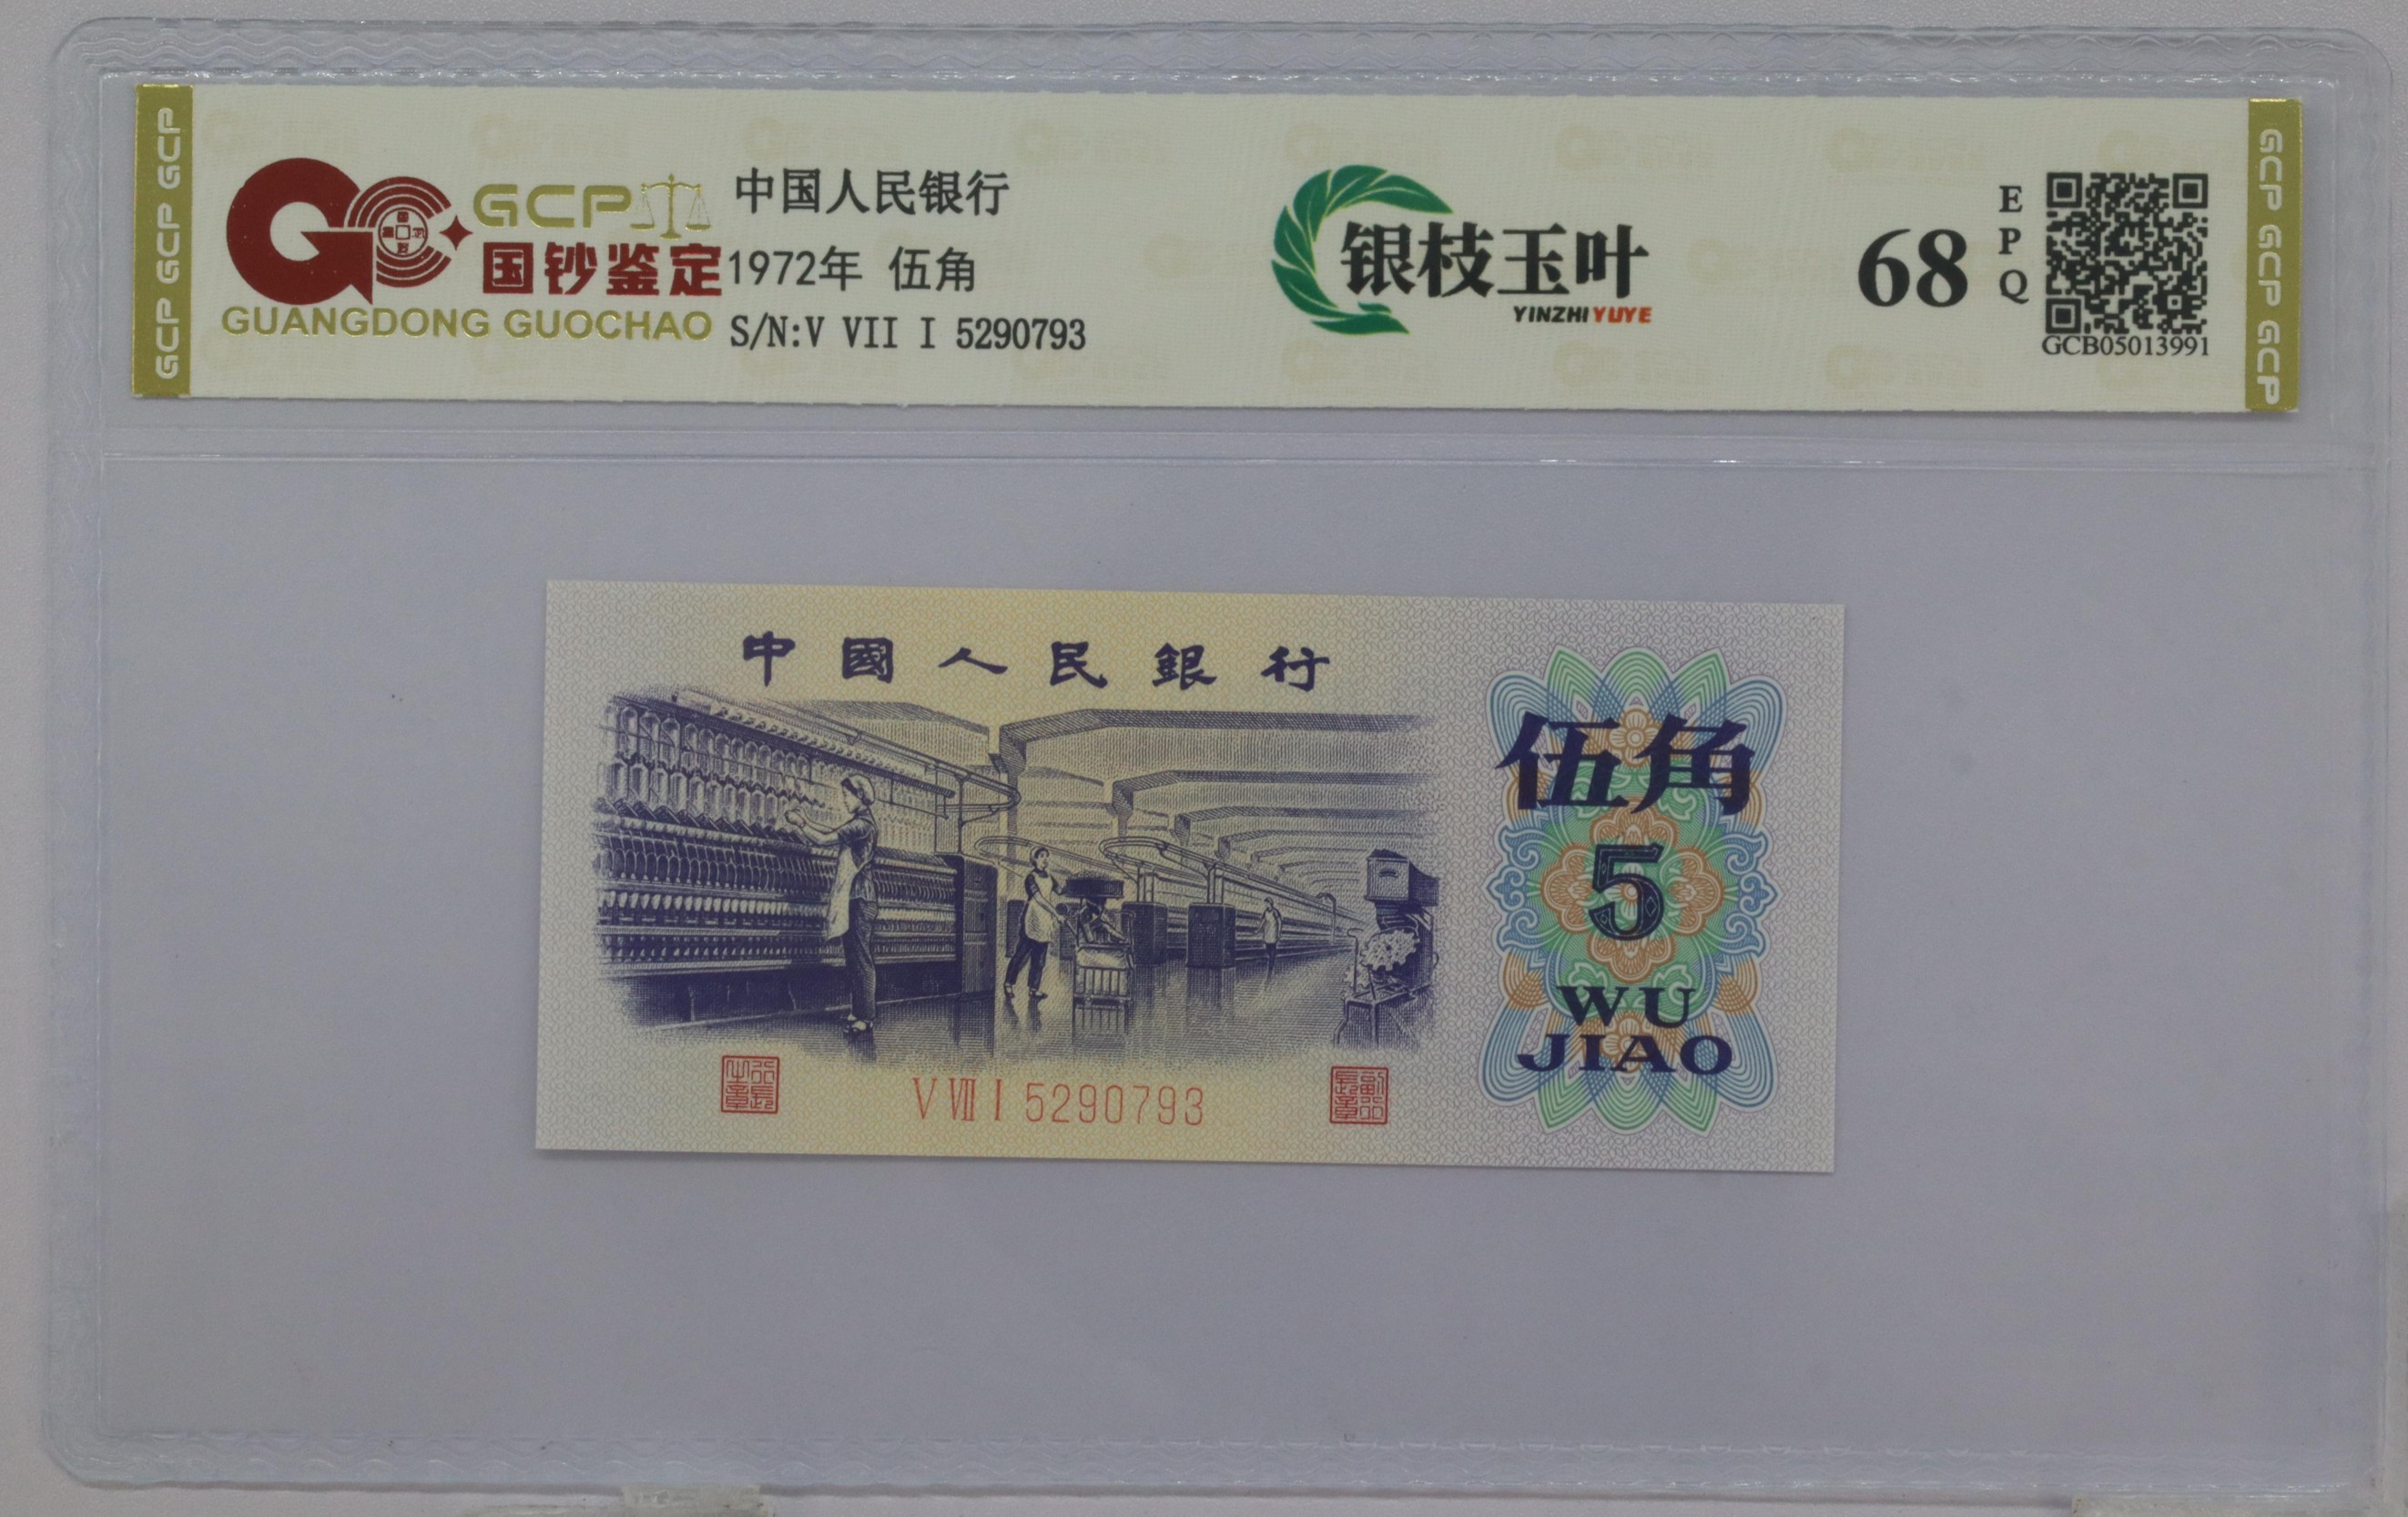 GCP GCP GCP
GCP
国钞鉴定
GUANGDONG GUOCHAO
中国人民银行
1972年 伍角
S/N:V VII I 5290793
银枝玉叶
YINZHIYUYE
68
EPQ
GCB05013991
GCP GCP GCP
中國人民銀行
伍角
5
WU
JIAO
V VII I 5290793